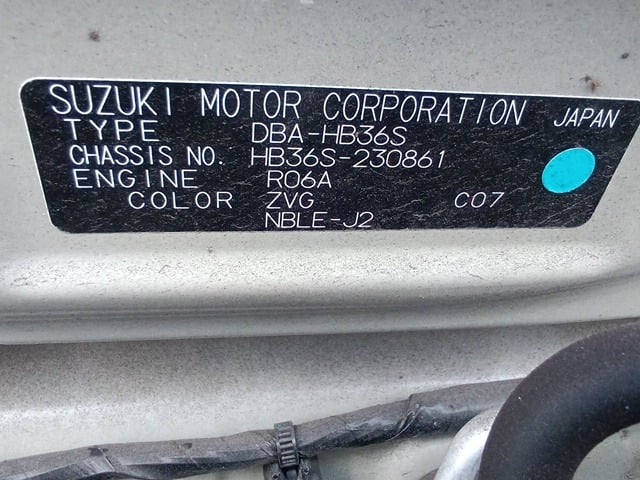 SUZUKI MOTOR CORPORATION JAPAN
TYPE DBA-HB36S
CHASSIS NO. HB36S-230861
ENGINE R06A
COLOR ZVG C07
NBLE-J2